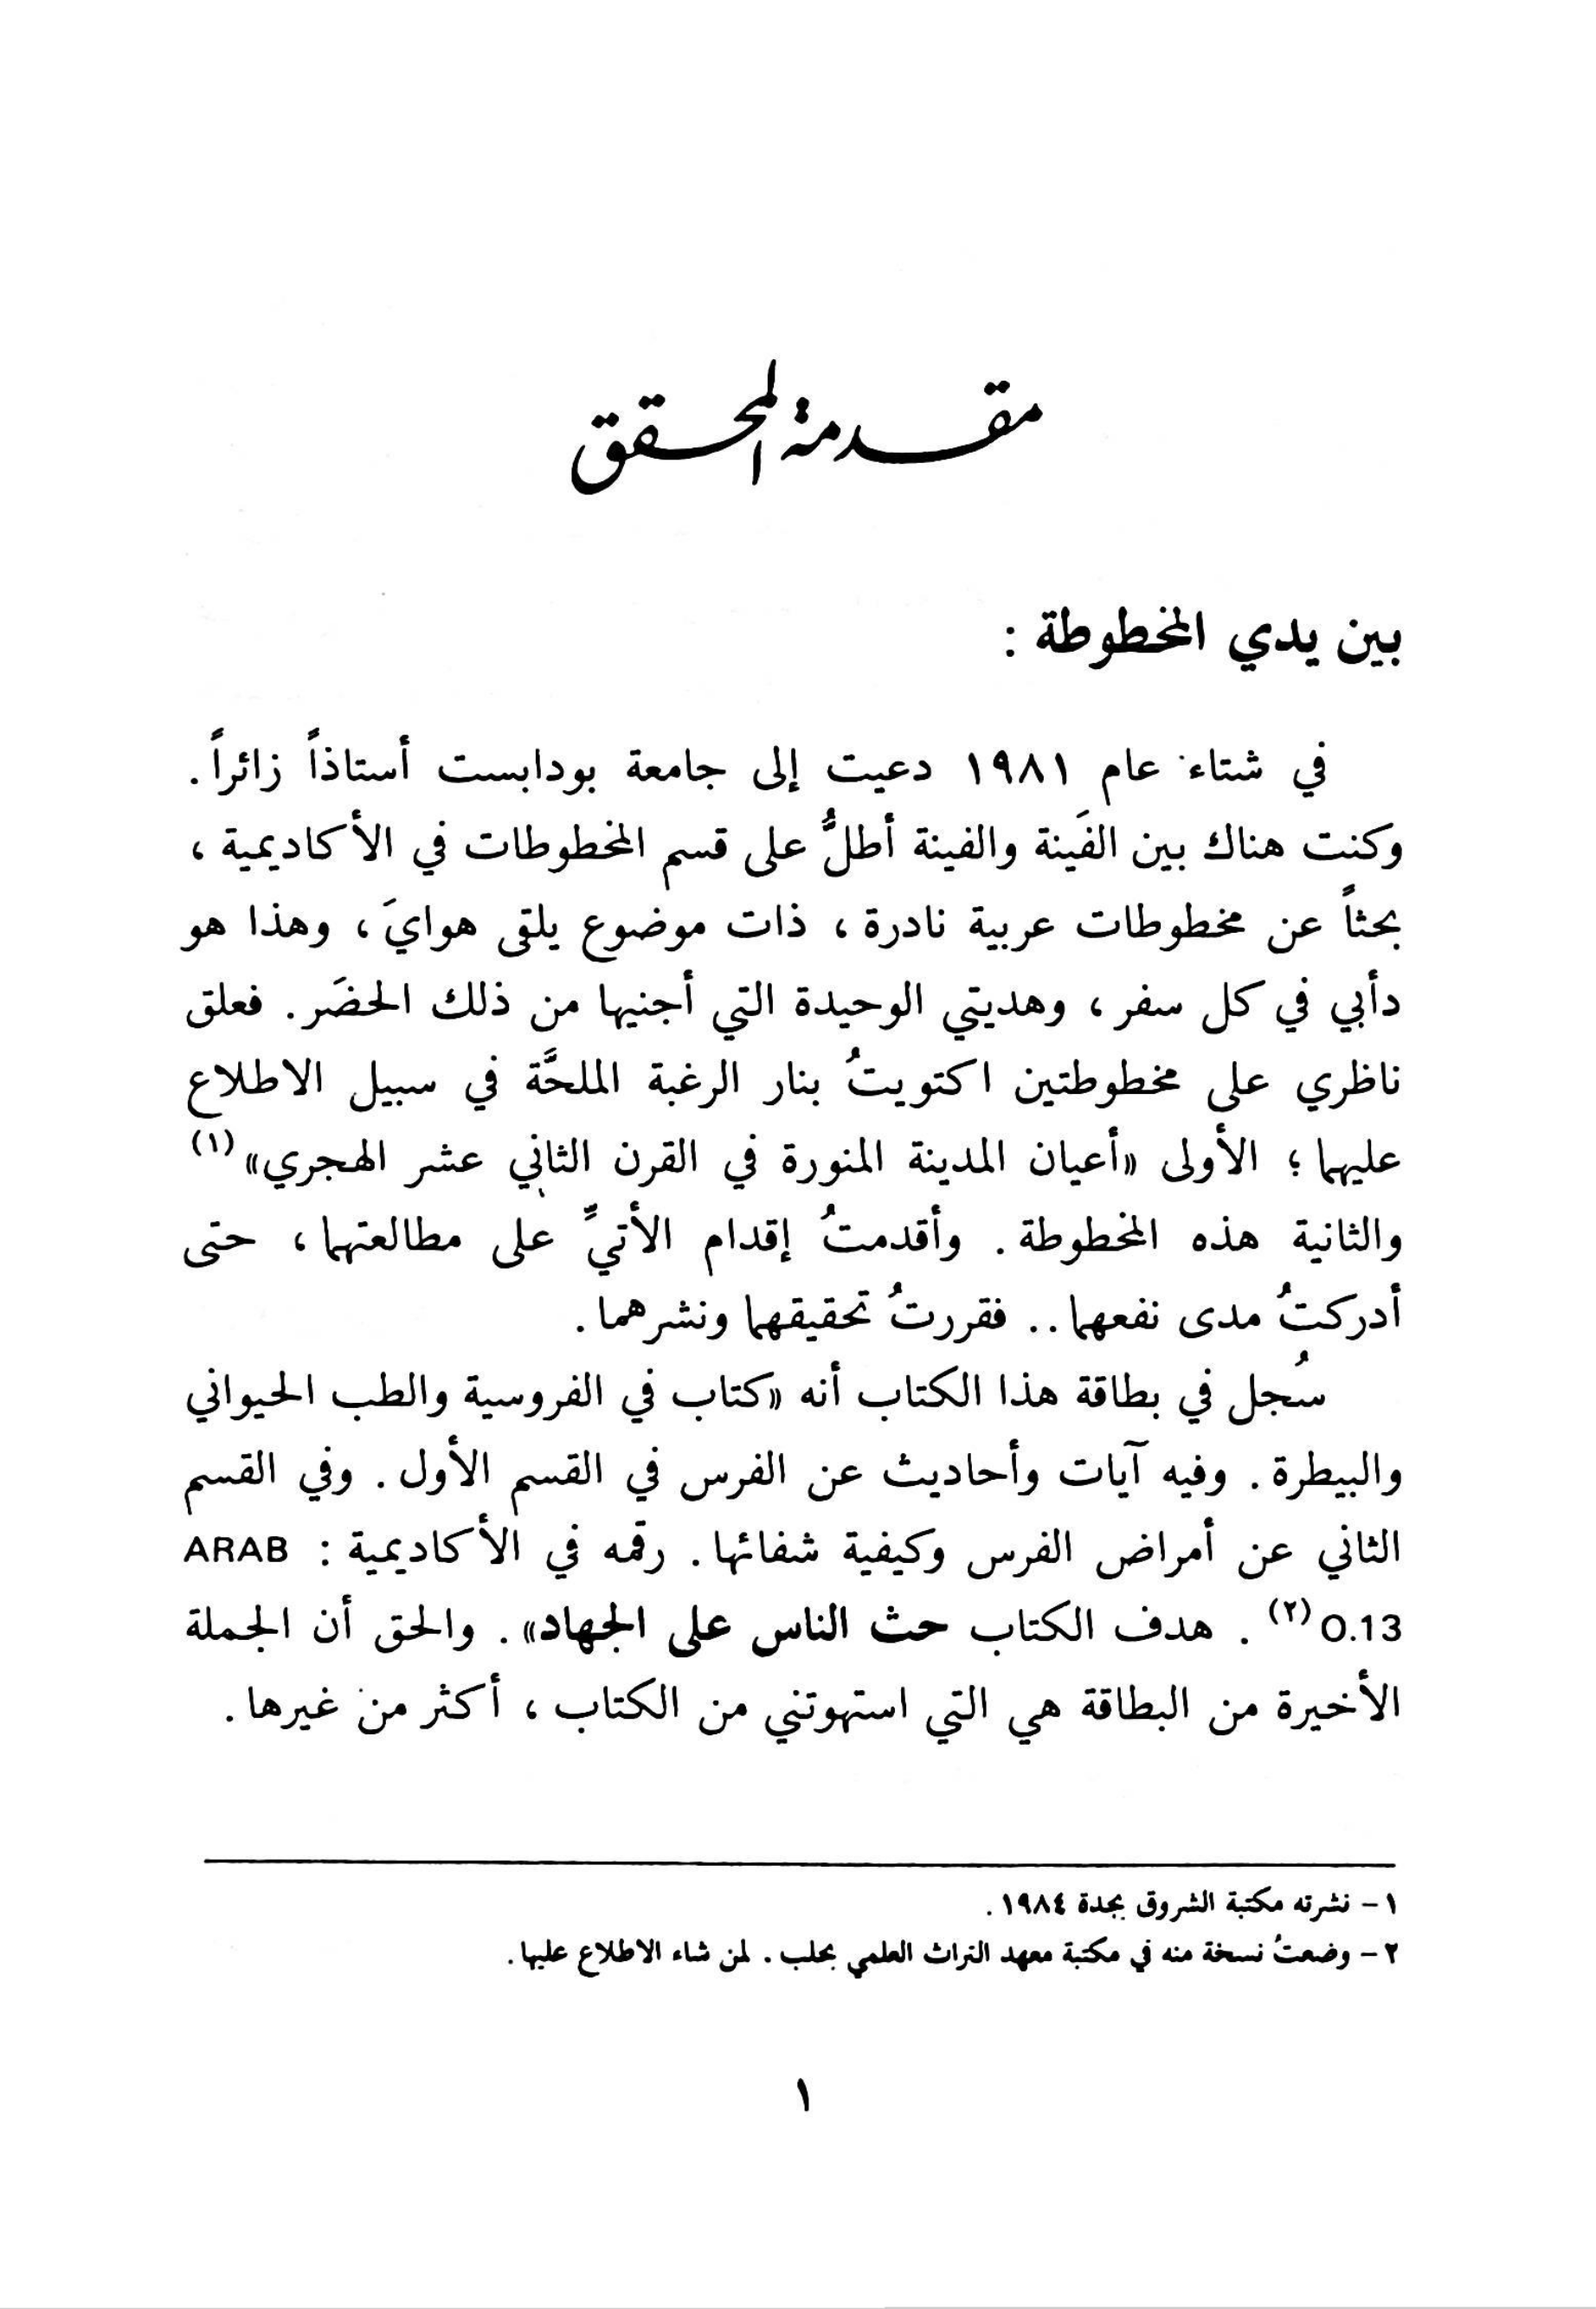 مقدمة المحقق
بين يدي المخطوطة :
في شتاء عام ١٩٨١ دعيت إلى جامعة بودابست أستاذاً زائراً .
وكنت هناك بين الفَينة والفينة أطلُّ على قسم المخطوطات في الأكاديمية ،
بحثاً عن مخطوطات عربية نادرة ، ذات موضوع يلقى هوايَ ، وهذا هو
دأبي في كل سفر ، وهديتي الوحيدة التي أجنيها من ذلك الحضَر . فعلق
ناظري على مخطوطتين اكتويتُ بنار الرغبة الملحَّة في سبيل الاطلاع
عليهما ؛ الأولى «أعيان المدينة المنورة في القرن الثاني عشر الهجري» (١)
والثانية هذه المخطوطة . وأقدمتُ إقدام الأتيِّ على مطالعتهما ، حتى
أدركتُ مدى نفعهما .. فقررتُ تحقيقهما ونشرهما .
سُجل في بطاقة هذا الكتاب أنه «كتاب في الفروسية والطب الحيواني
والبيطرة . وفيه آيات وأحاديث عن الفرس في القسم الأول . وفي القسم
الثاني عن أمراض الفرس وكيفية شفائها . رقمه في الأكاديمية : ARAB
O.13 (٢) . هدف الكتاب حث الناس على الجهاد» . والحق أن الجملة
الأخيرة من البطاقة هي التي استهوتني من الكتاب ، أكثر من غيرها .
١ - نشرته مكتبة الشروق بجدة ١٩٨٤ .
٢ - وضعتُ نسخة منه في مكتبة معهد التراث العلمي بحلب . لمن شاء الاطلاع عليها .
١